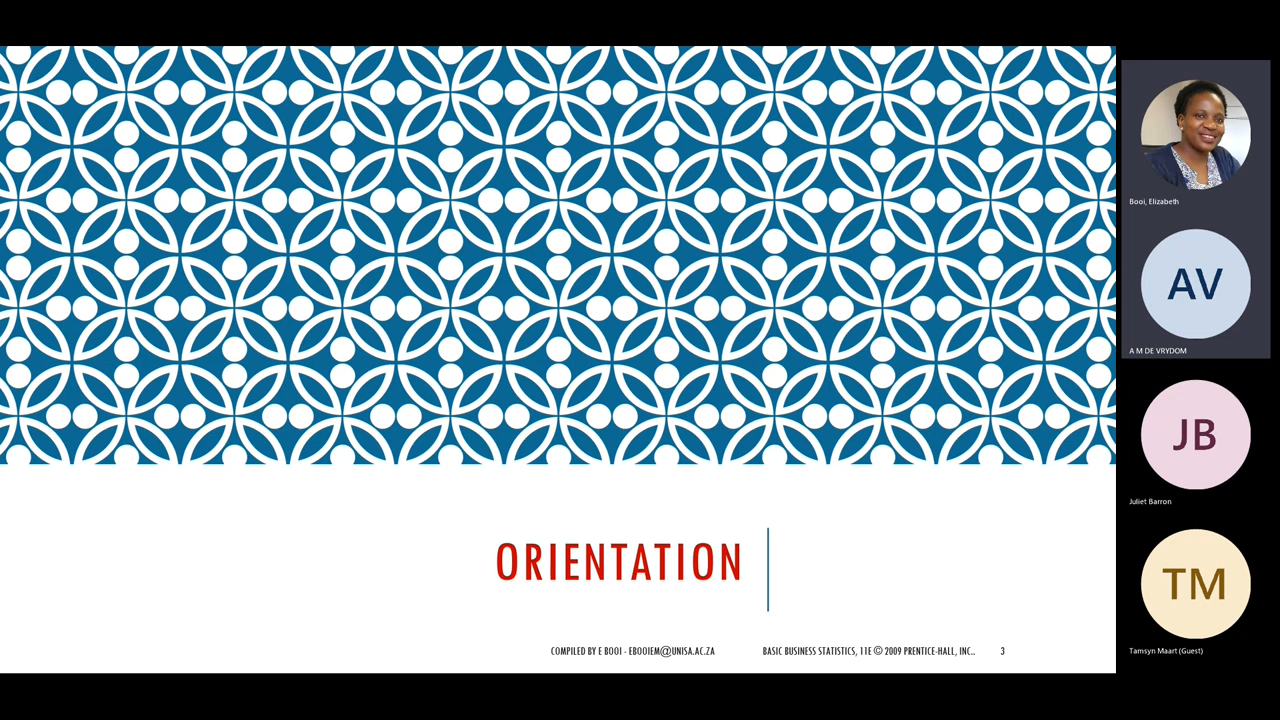 Booi, Elizabeth
AV
A M DE VRYDOM
JB
Juliet Barron
TM
Tamsyn Maart (Guest)
ORIENTATION
COMPILED BY E BOOI - EBOOIEM@UNISA.AC.ZA
BASIC BUSINESS STATISTICS, 11E © 2009 PRENTICE-HALL, INC..
3